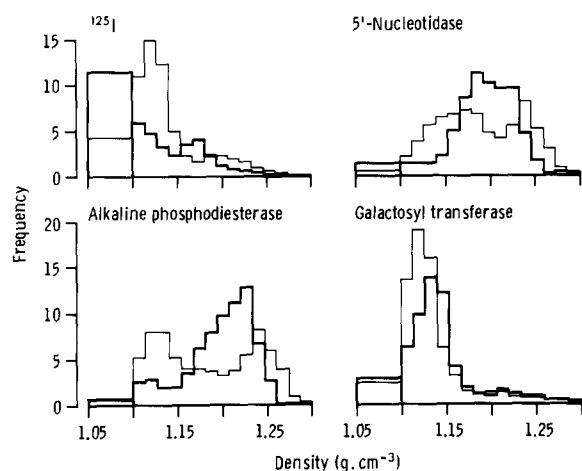 125I
5'-Nucleotidase
15
10
5
0
Frequency
Alkaline phosphodiesterase
Galactosyl transferase
20
15
10
5
0
1.05 1.15 1.25 1.05 1.15 1.25
Density (g.cm-3)